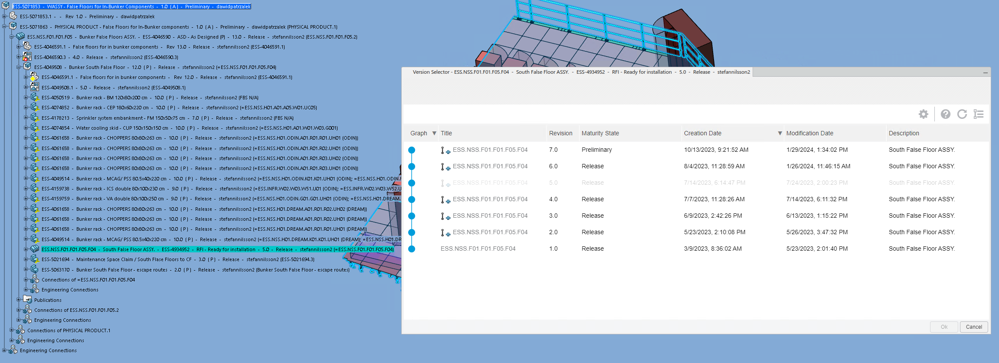 ESS-5071853 - WASSY - False Floors for In-Bunker Components - 1.0 ( A ) - Preliminary - dawidpatrzalek
ESS-5071853.1 - - Rev 1.0 - Preliminary - dawidpatrzalek
ESS-5071863 - PHYSICAL PRODUCT - False Floors for In-Bunker components - 1.0 ( A ) - Preliminary - dawidpatrzalek (PHYSICAL PRODUCT.1)
ESS.NSS.F01.F01.F05 - Bunker False Floors ASSY. - ESS-4046590 - ASD - As Designed (P) - 13.0 - Release - stefannilsson2 (ESS.NSS.F01.F01.F05.2)
ESS-4046591.1 - False floors for in bunker components - Rev 13.0 - Release - stefannilsson2 (ESS-4046591.1)
ESS-4046590.3 - 4.0 - Release - stefannilsson2 (ESS-4046590.3)
ESS-4049508 - Bunker South False Floor - 12.0 ( P ) - Release - stefannilsson2 (=ESS.NSS.F01.F01.F05.F04)
ESS-4046591.1 - False floors for in bunker components - Rev 12.0 - Release - stefannilsson2 (ESS-4046591.1)
ESS-4049508.1 - 5.0 - Release - stefannilsson2 (ESS-4049508.1)
ESS-4050519 - Bunker rack - BM 120x80x200 cm - 10.0 ( P ) - Release - stefannilsson2 (FBS N/A)
ESS-4074852 - Bunker rack - CEP 180x60x220 cm - 10.0 ( P ) - Release - stefannilsson2 (=ESS.NSS.H01.A01.A05.W01.UC05)
ESS-4178213 - Sprinkler system embankment - FM 150x50x75 cm - 7.0 ( P ) - Release - stefannilsson2 (FBS N/A)
ESS-4074854 - Water cooling skid - CUP 150x150x150 cm - 10.0 ( P ) - Release - stefannilsson2 (=ESS.NSS.H01.A01.W01.W03.G001)
ESS-4061658 - Bunker rack - CHOPPERS 80x80x263 cm - 10.0 ( P ) - Release - stefannilsson2 (=ESS.NSS.H01.ODIN.A01.R01.R01.UH01 (ODIN))
ESS-4061658 - Bunker rack - CHOPPERS 80x80x263 cm - 10.0 ( P ) - Release - stefannilsson2 (=ESS.NSS.H01.ODIN.A01.R01.R02.UH01 (ODIN))
ESS-4061658 - Bunker rack - CHOPPERS 80x80x263 cm - 10.0 ( P ) - Release - stefannilsson2 (=ESS.NSS.H01.ODIN.A01.R01.R03.UH02 (ODIN))
ESS-4061658 - Bunker rack - CHOPPERS 80x80x263 cm - 10.0 ( P ) - Release - stefannilsson2 (=ESS.NSS.H01.ODIN.A01.R01.R03.UH01 (ODIN))
ESS-4049514 - Bunker rack - MCAG/ PSS 80.5x40x220 cm - 10.0 ( P ) - Release - stefannilsson2 (=ESS.NSS.H01.ODIN.K01.K01.UH01 (ODIN); =ESS.NSS.H01.ODIN.
ESS-4159738 - Bunker rack - ICS double 80x100x230 cm - 9.0 ( P ) - Release - stefannilsson2 (=ESS.INFR.W02.W03.W51.U01 (ODIN); =ESS.INFR.W02.W03.W52.U
ESS-4159759 - Bunker rack - VA double 80x100x250 cm - 9.0 ( P ) - Release - stefannilsson2 (=ESS.NSS.H01.ODIN.G01.G01.UH01 (ODIN); =ESS.NSS.H01.DREAM.
ESS-4061658 - Bunker rack - CHOPPERS 80x80x263 cm - 10.0 ( P ) - Release - stefannilsson2 (=ESS.NSS.H01.DREAM.A01.R01.R02.UH02 (DREAM))
ESS-4061658 - Bunker rack - CHOPPERS 80x80x263 cm - 10.0 ( P ) - Release - stefannilsson2 (=ESS.NSS.H01.DREAM.A01.R01.R02.UH01 (DREAM))
ESS-4061658 - Bunker rack - CHOPPERS 80x80x263 cm - 10.0 ( P ) - Release - stefannilsson2 (=ESS.NSS.H01.DREAM.A01.R01.R01.UH01 (DREAM))
ESS-4049514 - Bunker rack - MCAG/ PSS 80.5x40x220 cm - 10.0 ( P ) - Release - stefannilsson2 (=ESS.NSS.H01.DREAM.K01.K01.UH01 (DREAM); =ESS.NSS.H01.DR
ESS.NSS.F01.F01.F05.F04 - South False Floor ASSY. - ESS-4934952 - RFI - Ready for installation - 5.0 - Release - stefannilsson2 (=ESS.NSS.F01.F01.F05.F04)
ESS-5021694 - Maintenance Space Claim / South Flase Floors to CF - 3.0 ( P ) - Release - stefannilsson2 (ESS-5021694.3)
ESS-5063170 - Bunker South False Floor - escape routes - 2.0 ( P ) - Release - stefannilsson2 (Bunker South False Floor - escape routes)
Connections of =ESS.NSS.F01.F01.F05.F04
Engineering Connections
Publications
Connections of ESS.NSS.F01.F01.F05.2
Engineering Connections
Connections of PHYSICAL PRODUCT.1
Engineering Connections
Engineering Connections
Version Selector - ESS.NSS.F01.F01.F05.F04 - South False Floor ASSY. - ESS-4934952 - RFI - Ready for installation - 5.0 - Release - stefannilsson2
Graph Title Revision Maturity State Creation Date Modification Date Description
ESS.NSS.F01.F01.F05.F04 7.0 Preliminary 10/13/2023, 9:21:52 AM 1/29/2024, 1:34:02 PM South False Floor ASSY.
ESS.NSS.F01.F01.F05.F04 6.0 Release 8/4/2023, 11:28:59 AM 1/26/2024, 11:46:15 AM South False Floor ASSY.
ESS.NSS.F01.F01.F05.F04 5.0 Release 7/14/2023, 6:14:47 PM 7/24/2023, 2:00:23 PM South False Floor ASSY.
ESS.NSS.F01.F01.F05.F04 4.0 Release 7/7/2023, 11:28:26 AM 7/14/2023, 6:11:32 PM South False Floor ASSY.
ESS.NSS.F01.F01.F05.F04 3.0 Release 6/9/2023, 2:42:26 PM 6/13/2023, 1:15:22 PM South False Floor ASSY.
ESS.NSS.F01.F01.F05.F04 2.0 Release 5/23/2023, 2:10:08 PM 5/26/2023, 3:47:32 PM South False Floor ASSY.
ESS.NSS.F01.F01.F05.F04 1.0 Release 3/9/2023, 8:36:02 AM 5/23/2023, 2:01:40 PM South False Floor ASSY.
Ok Cancel